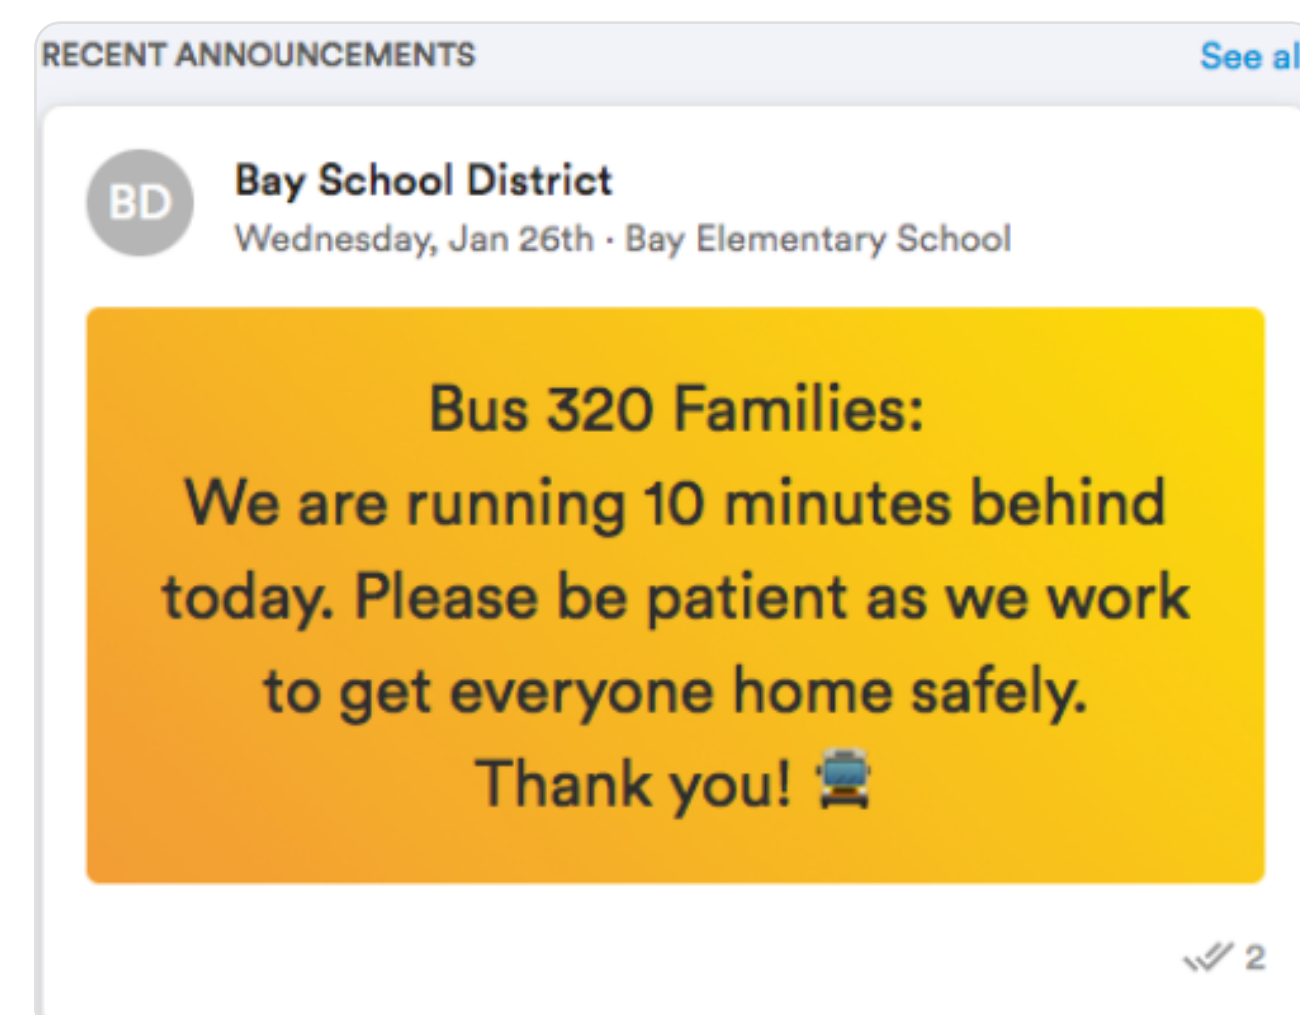 RECENT ANNOUNCEMENTS
See al
BD
Bay School District
Wednesday, Jan 26th · Bay Elementary School
Bus 320 Families:
We are running 10 minutes behind
today. Please be patient as we work
to get everyone home safely.
Thank you! 🚍
2